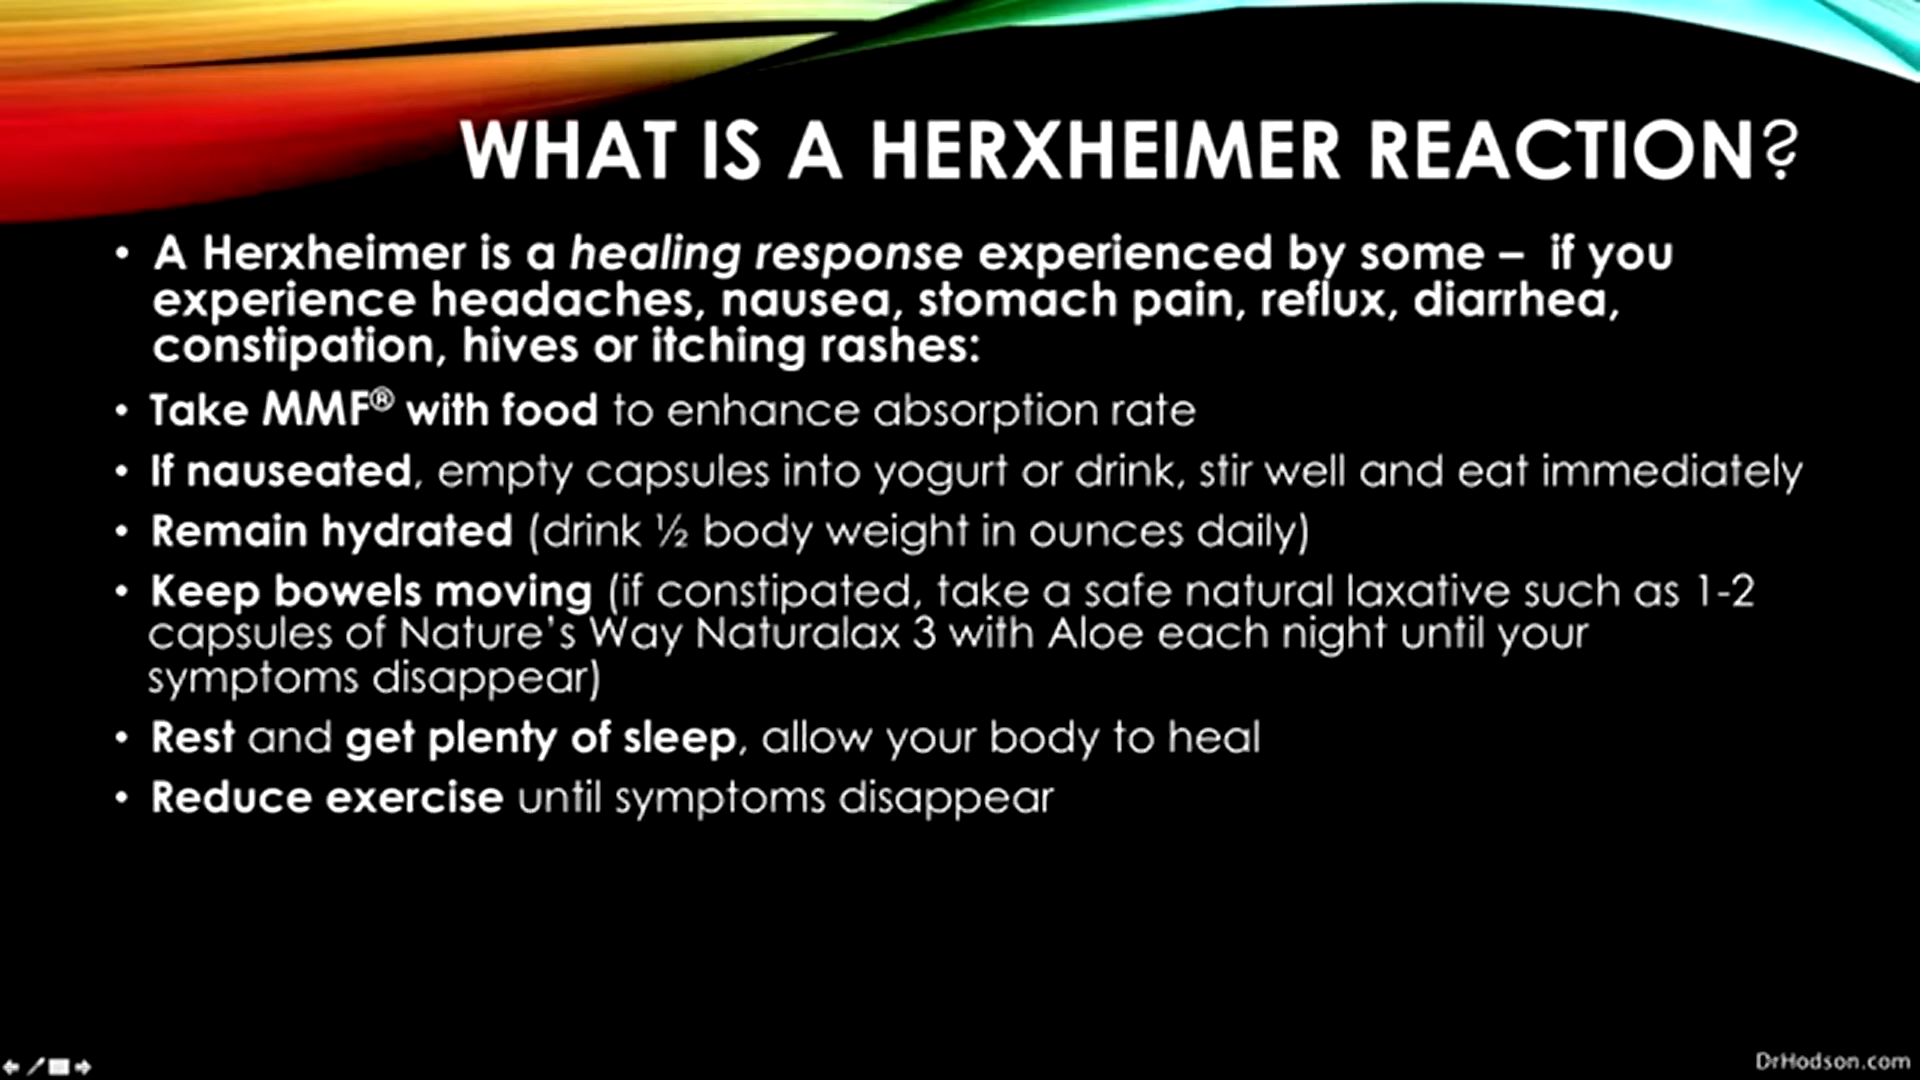 WHAT IS A HERXHEIMER REACTION?
• A Herxheimer is a healing response experienced by some – if you
experience headaches, nausea, stomach pain, reflux, diarrhea,
constipation, hives or itching rashes:
• Take MMF® with food to enhance absorption rate
• If nauseated, empty capsules into yogurt or drink, stir well and eat immediately
• Remain hydrated (drink ½ body weight in ounces daily)
• Keep bowels moving (if constipated, take a safe natural laxative such as 1-2
capsules of Nature's Way Naturalax 3 with Aloe each night until your
symptoms disappear)
• Rest and get plenty of sleep, allow your body to heal
• Reduce exercise until symptoms disappear
DrHodson.com